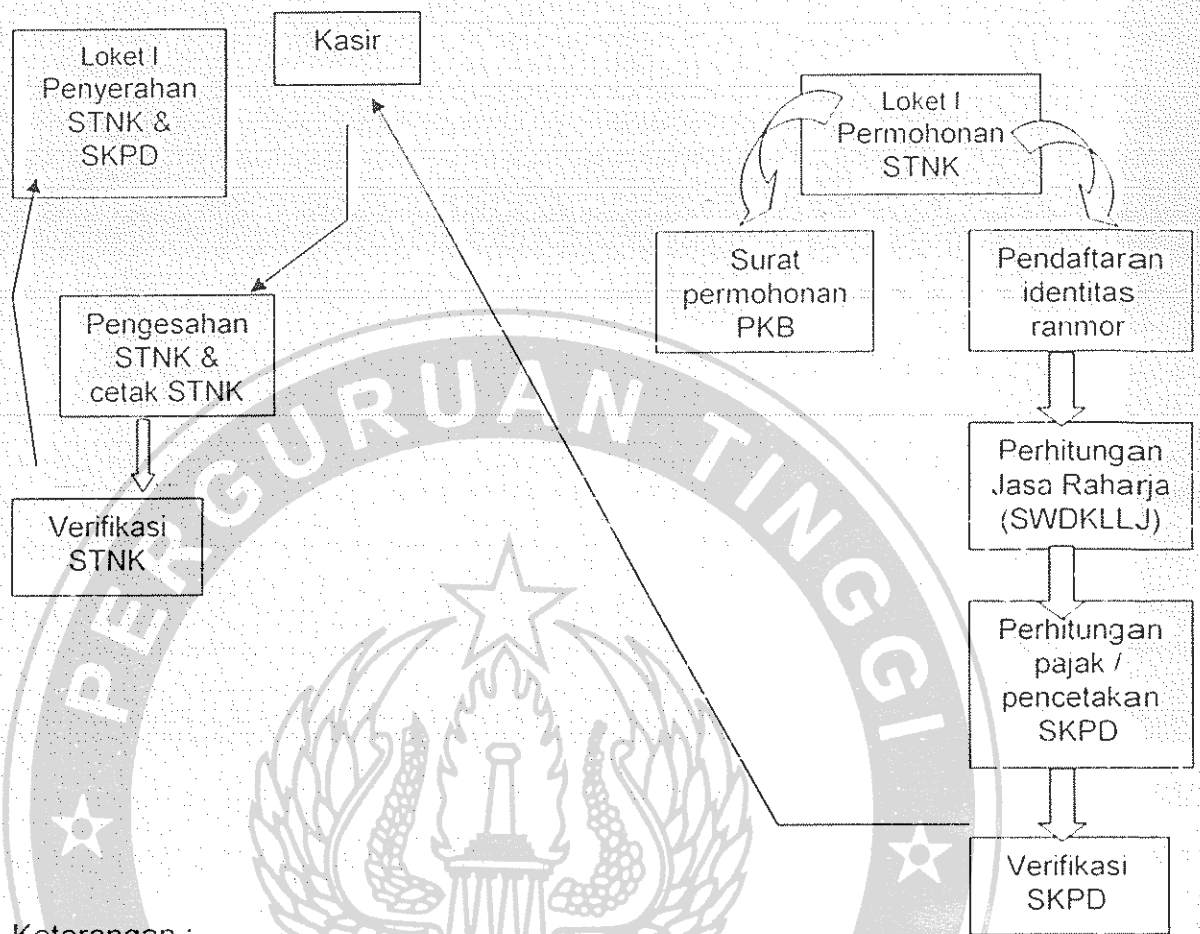 Loket I
Penyerahan
STNK &
SKPD
Kasir
Loket I
Permohonan
STNK
Surat
permohonan
PKB
Pendaftaran
identitas
ranmor
Pengesahan
STNK &
cetak STNK
Perhitungan
Jasa Raharja
(SWDKLLJ)
Verifikasi
STNK
Perhitungan
pajak /
pencetakan
SKPD
Verifikasi
SKPD
PERGURUAN TINGGI
Keterangan :